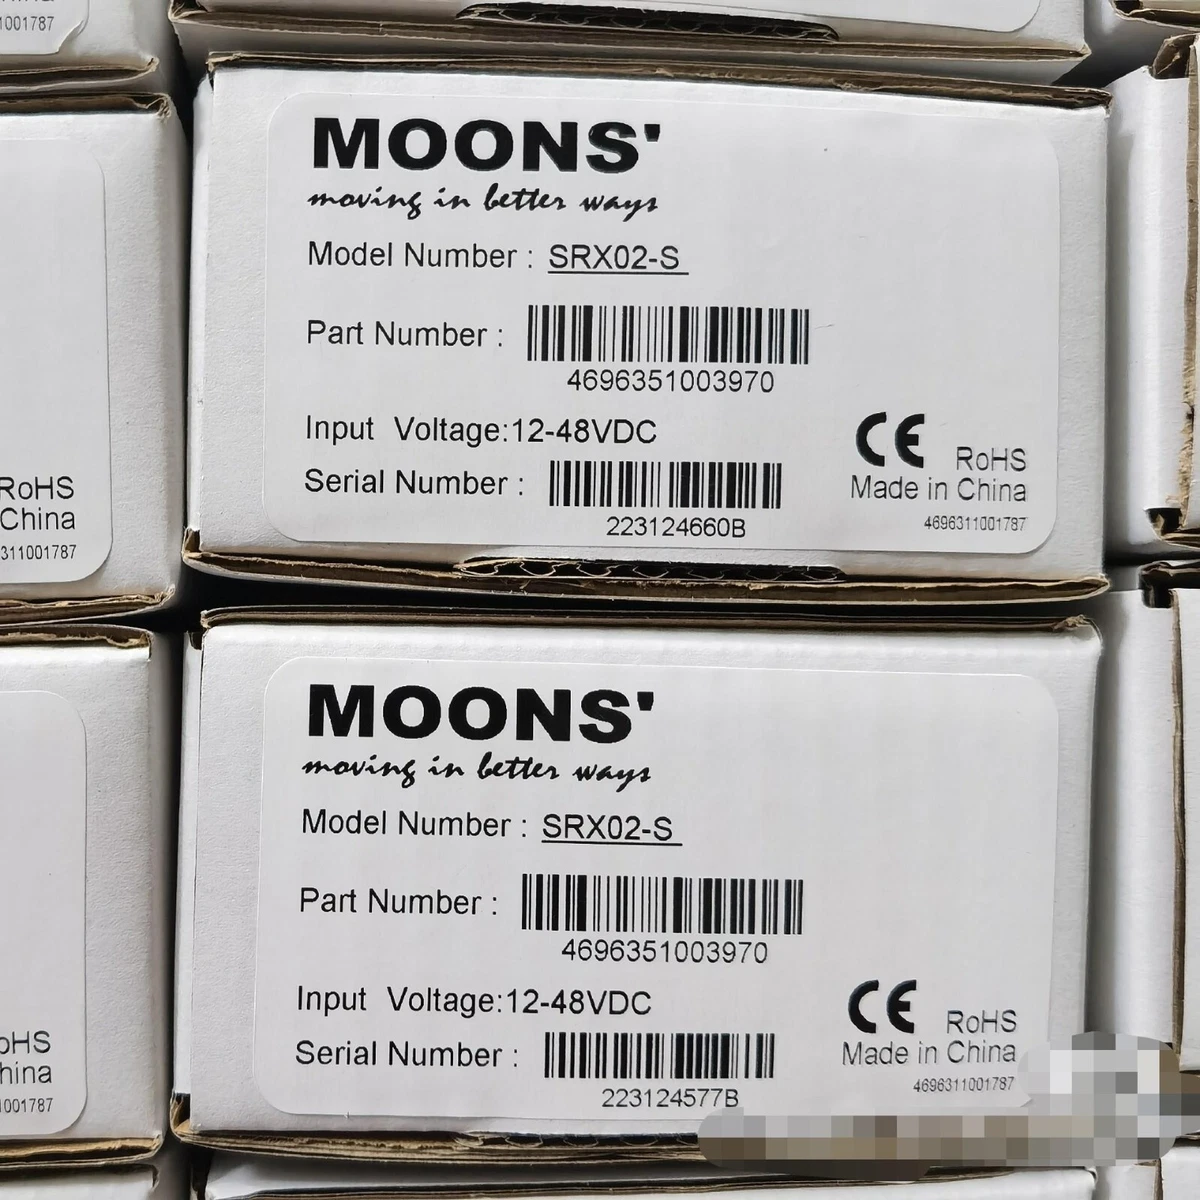 1001787
MOONS'
moving in better ways
Model Number : SRX02-S
Part Number :
4696351003970
Input Voltage:12-48VDC
Serial Number :
223124660B
CE RoHS
Made in China
4696311001787
RoHS
China
311001787
MOONS'
moving in better ways
Model Number : SRX02-S
Part Number :
4696351003970
Input Voltage:12-48VDC
Serial Number :
223124577B
CE RoHS
Made in China
4696311001787
oHS
hina
1001787